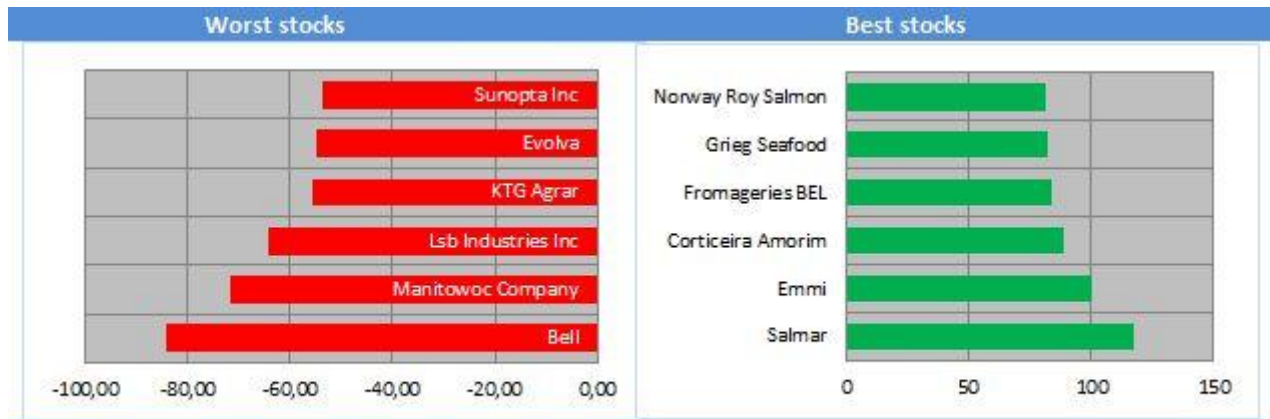 Worst stocks
Sunopta Inc
Evolva
KTG Agrar
Lsb Industries Inc
Manitowoc Company
Bell
-100,00 -80,00 -60,00 -40,00 -20,00 0,00
Best stocks
Norway Roy Salmon
Grieg Seafood
Fromageries BEL
Corticeira Amorim
Emmi
Salmar
0 50 100 150